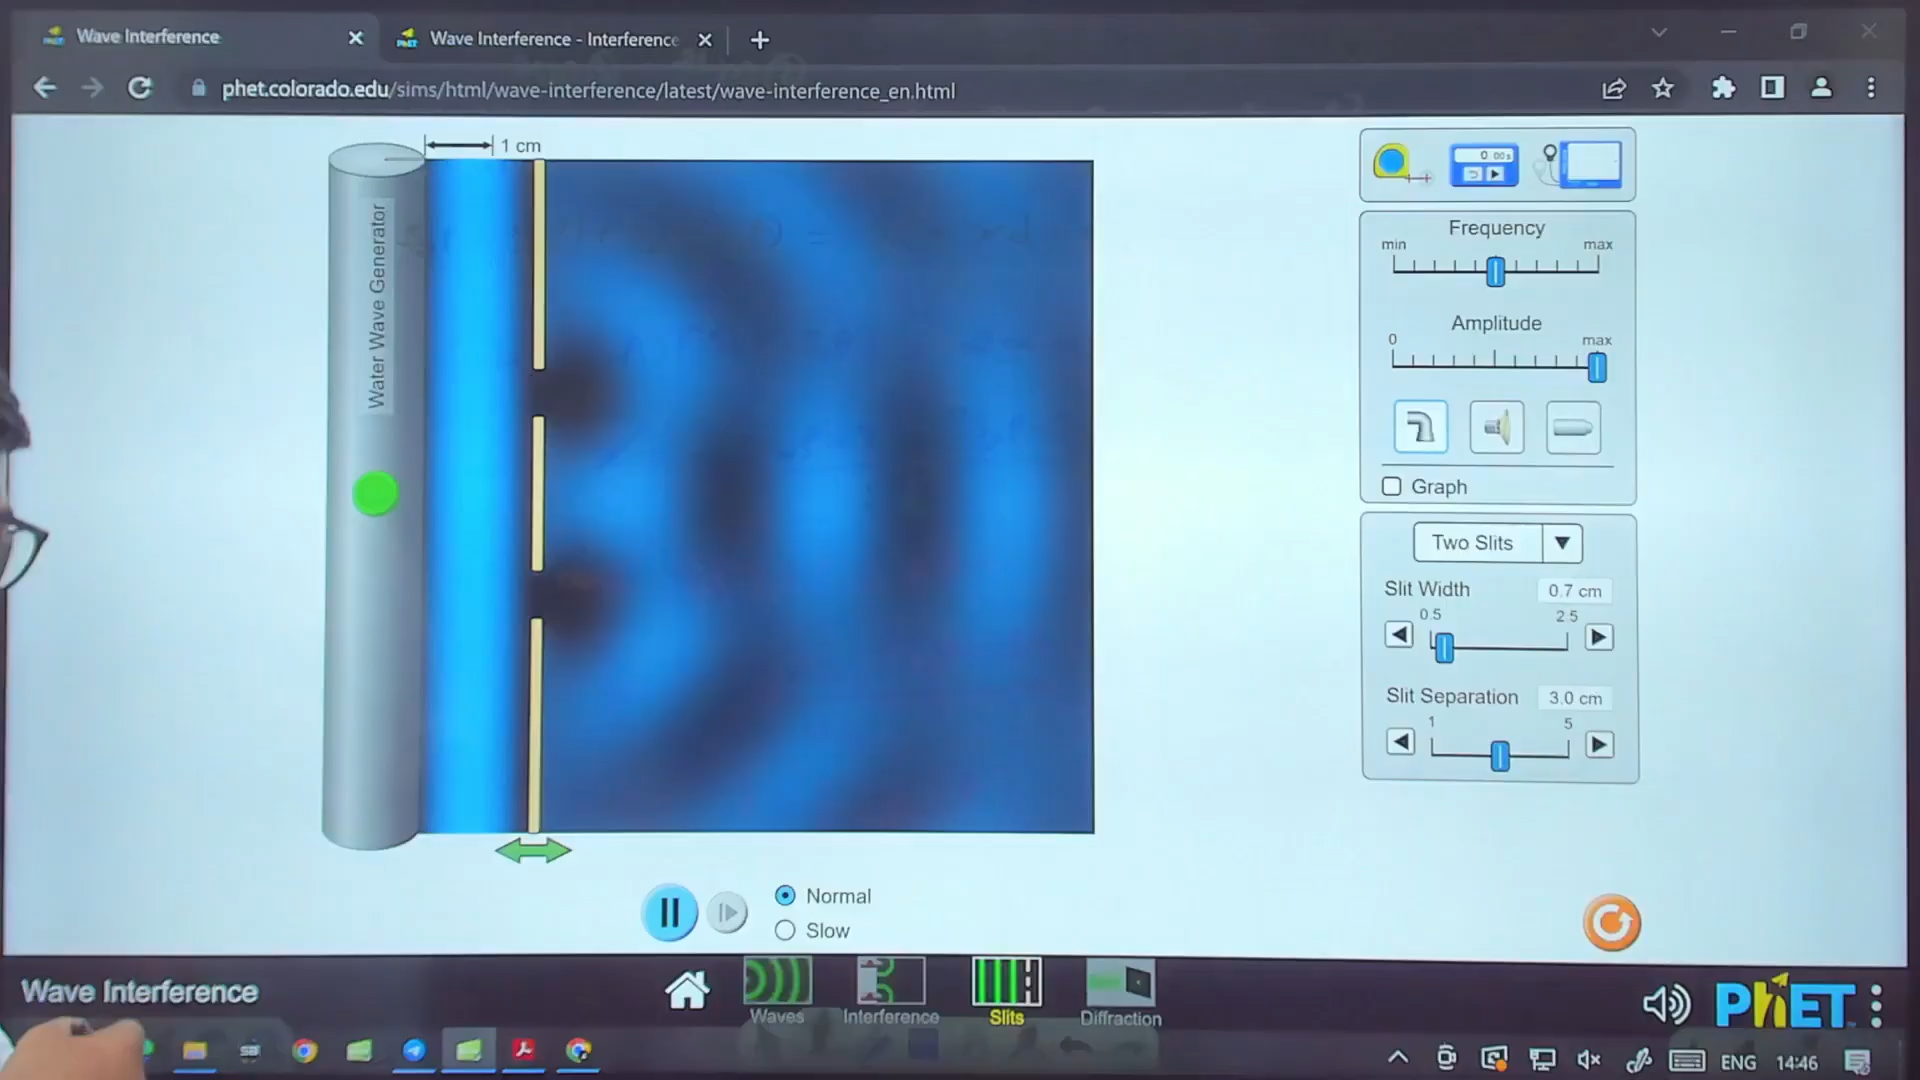 Wave Interference
Wave Interference - Interference
phet.colorado.edu/sims/html/wave-interference/latest/wave-interference_en.html
1 cm
Water Wave Generator
0.00s
Frequency
min
max
Amplitude
0
max
Graph
Two Slits
Slit Width
0.7 cm
0.5
2.5
Slit Separation
3.0 cm
1
5
Normal
Slow
Wave Interference
Waves
Interference
Slits
Diffraction
PhET
ENG
14:46